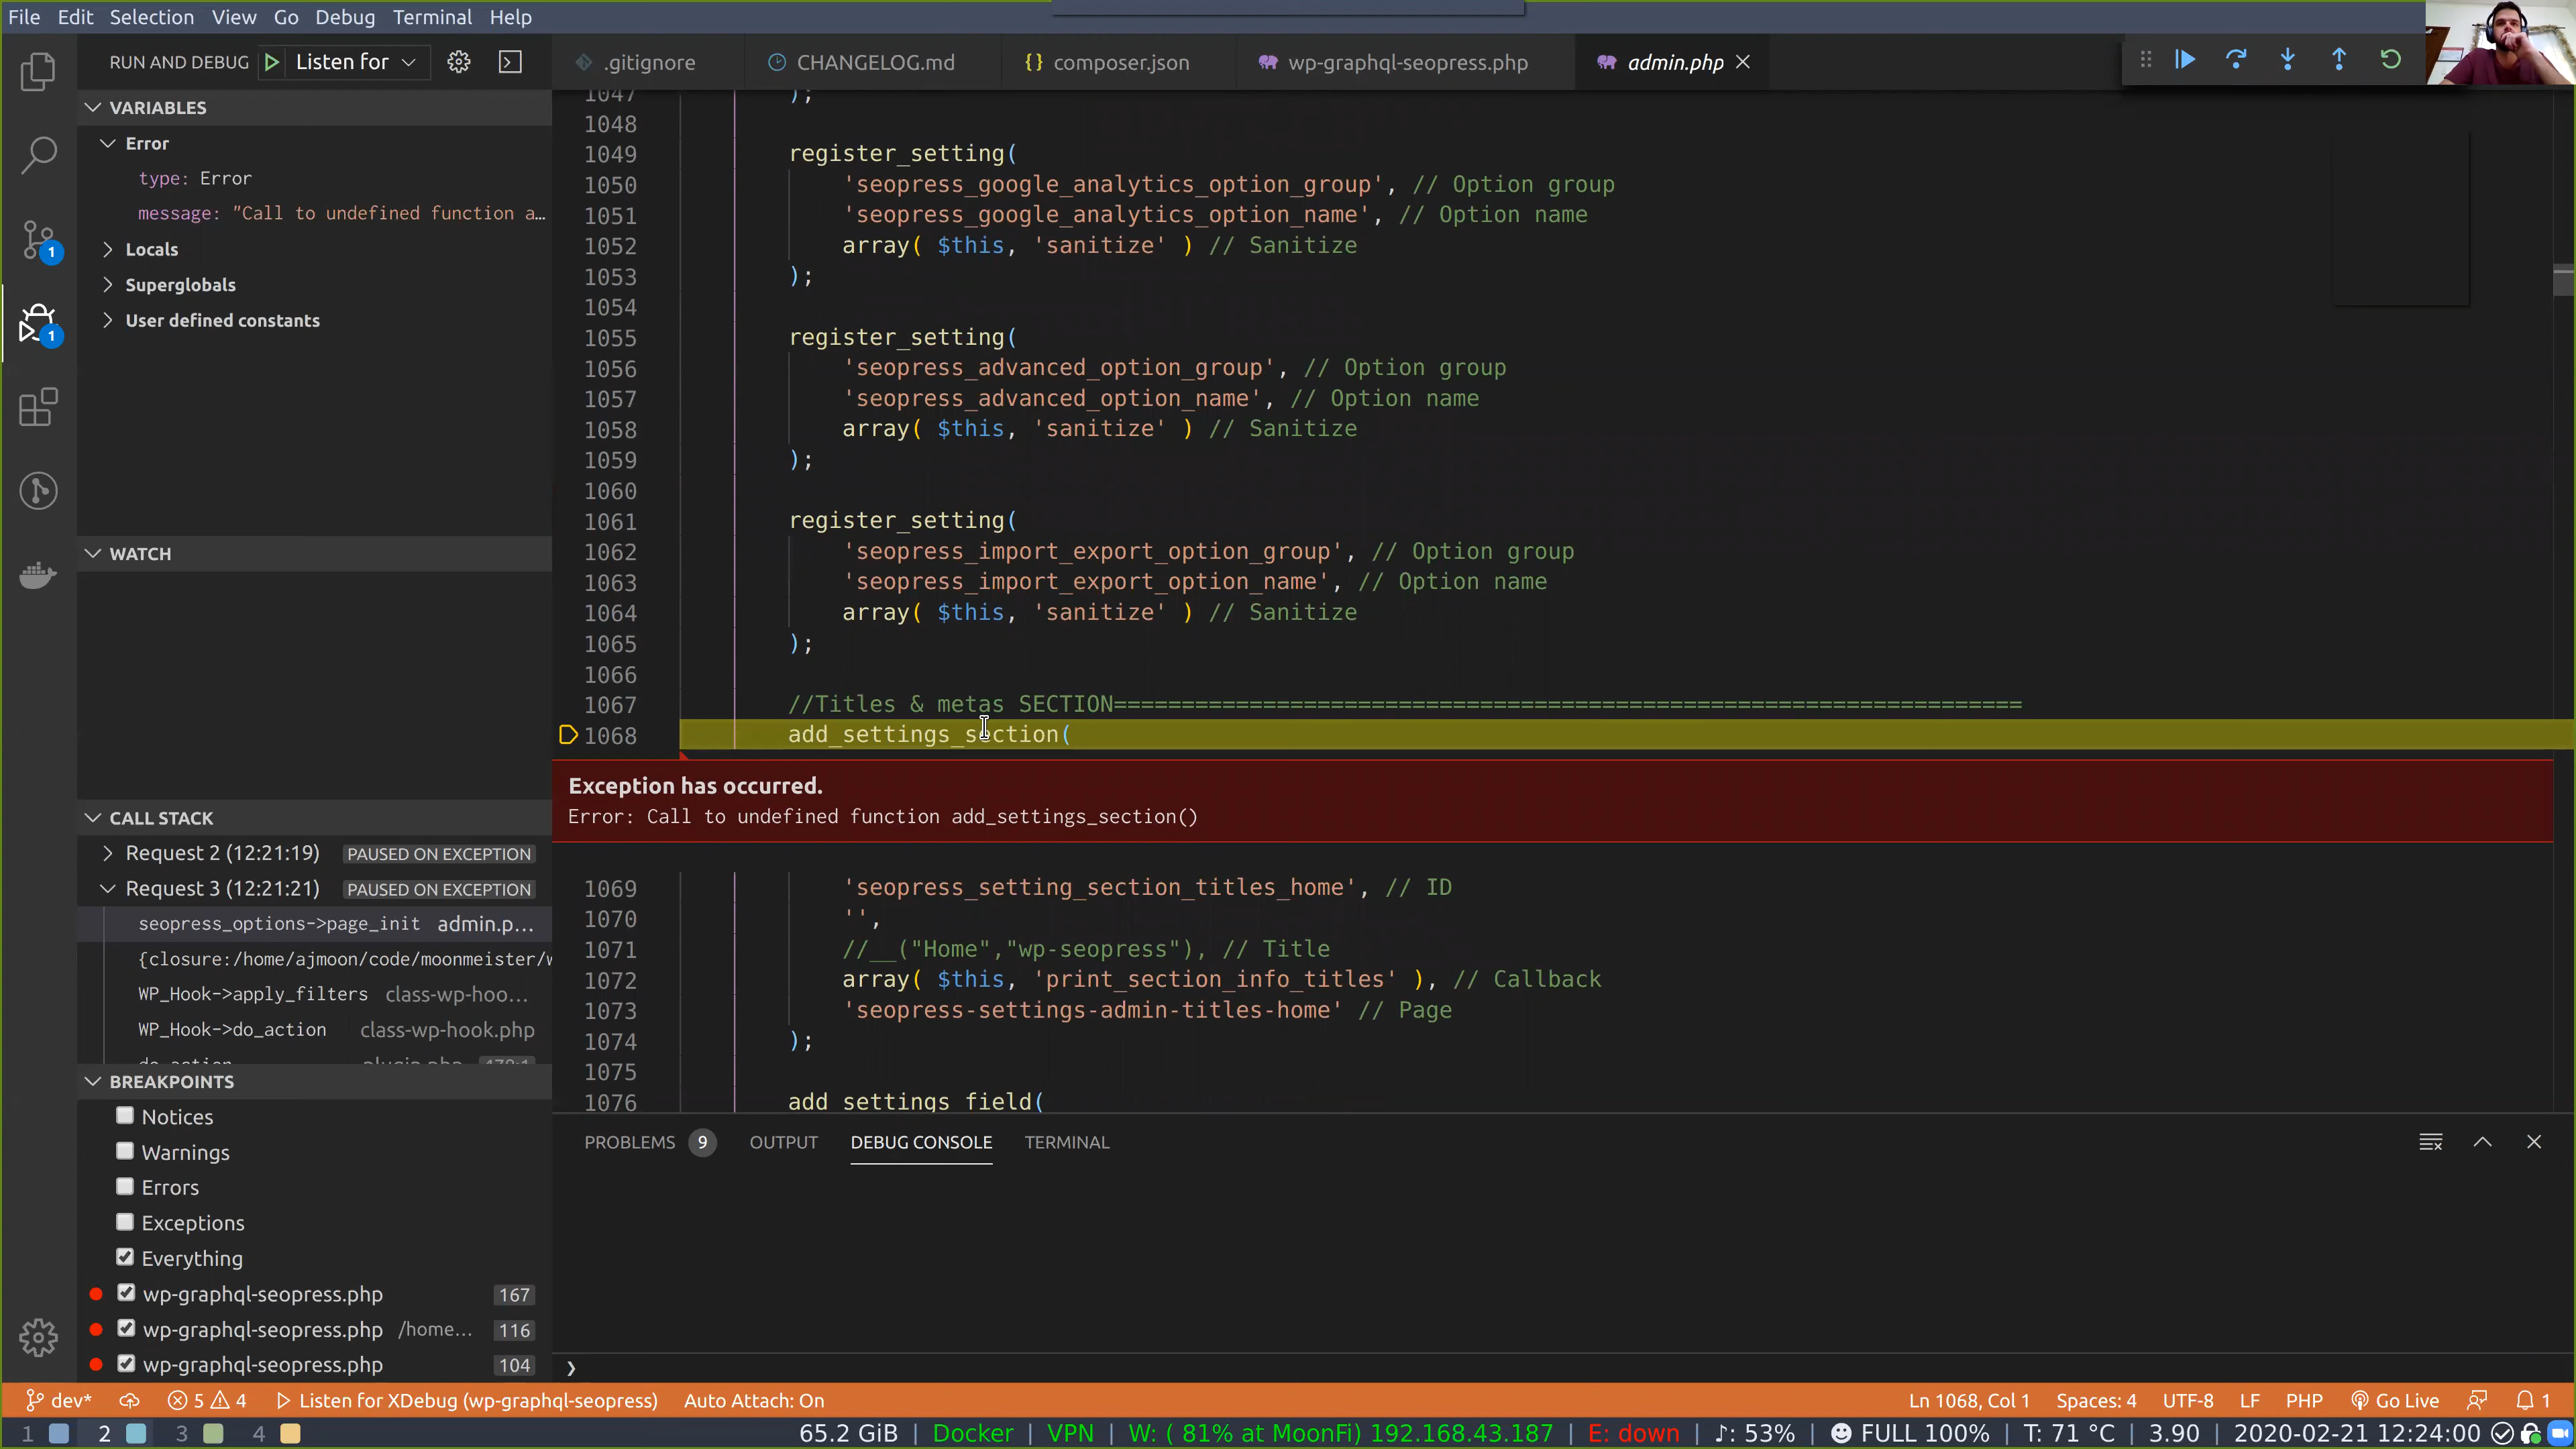 File Edit Selection View Go Debug Terminal Help
RUN AND DEBUG Listen for
.gitignore CHANGELOG.md {} composer.json wp-graphql-seopress.php admin.php
VARIABLES
Error
type: Error
message: "Call to undefined function a…
Locals
Superglobals
User defined constants
WATCH
CALL STACK
Request 2 (12:21:19) PAUSED ON EXCEPTION
Request 3 (12:21:21) PAUSED ON EXCEPTION
seopress_options->page_init admin.p…
{closure:/home/ajmoon/code/moonmeister/w
WP_Hook->apply_filters class-wp-hoo…
WP_Hook->do_action class-wp-hook.php
do_action plugin.php 478:1
BREAKPOINTS
Notices
Warnings
Errors
Exceptions
Everything
wp-graphql-seopress.php 167
wp-graphql-seopress.php /home… 116
wp-graphql-seopress.php 104
1047 );
1048
1049 register_setting(
1050 'seopress_google_analytics_option_group', // Option group
1051 'seopress_google_analytics_option_name', // Option name
1052 array( $this, 'sanitize' ) // Sanitize
1053 );
1054
1055 register_setting(
1056 'seopress_advanced_option_group', // Option group
1057 'seopress_advanced_option_name', // Option name
1058 array( $this, 'sanitize' ) // Sanitize
1059 );
1060
1061 register_setting(
1062 'seopress_import_export_option_group', // Option group
1063 'seopress_import_export_option_name', // Option name
1064 array( $this, 'sanitize' ) // Sanitize
1065 );
1066
1067 //Titles & metas SECTION===================================================================
1068 add_settings_section(
Exception has occurred.
Error: Call to undefined function add_settings_section()
1069 'seopress_setting_section_titles_home', // ID
1070 '',
1071 //__("Home","wp-seopress"), // Title
1072 array( $this, 'print_section_info_titles' ), // Callback
1073 'seopress-settings-admin-titles-home' // Page
1074 );
1075
1076 add_settings_field(
PROBLEMS 9 OUTPUT DEBUG CONSOLE TERMINAL
dev* 5 4 Listen for XDebug (wp-graphql-seopress) Auto Attach: On Ln 1068, Col 1 Spaces: 4 UTF-8 LF PHP Go Live 1
1 2 3 4 65.2 GiB | Docker | VPN | W: ( 81% at MoonFi) 192.168.43.187 | E: down | ♪: 53% | FULL 100% | T: 71 °C | 3.90 | 2020-02-21 12:24:00